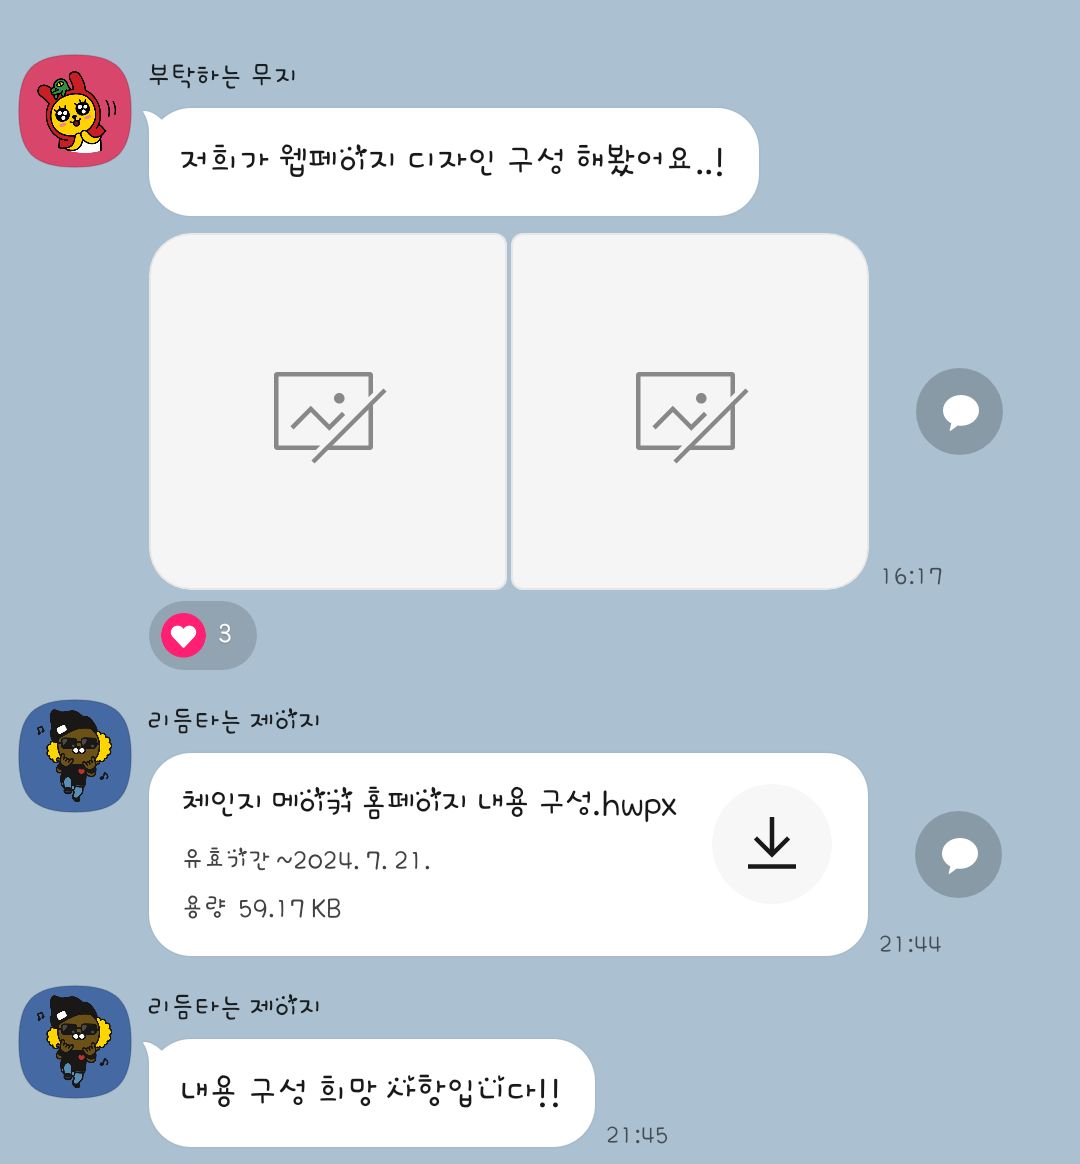 부탁하는 무지
저희가 웹페이지 디자인 구성 해봤어요..!
16:17
3
리듬타는 제이지
체인지 메이커 홈페이지 내용 구성.hwpx
유효기간 ~2024. 7. 21.
용량 59.17 KB
21:44
리듬타는 제이지
내용 구성 희망 사항입니다!!
21:45